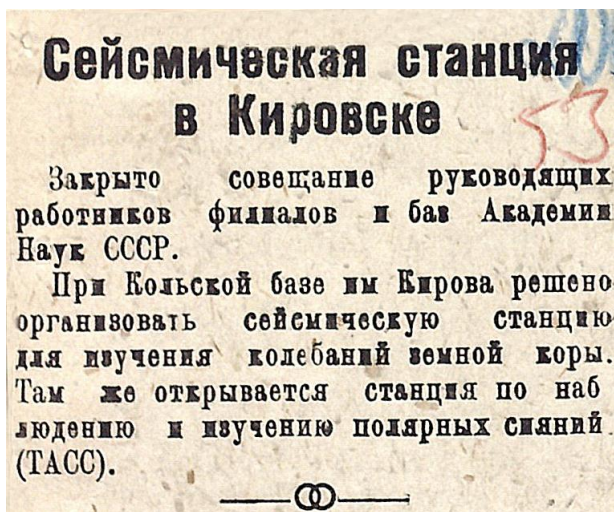 Сейсмическая станция
в Кировске
53
Закрыто совещание руководящих
работников филиалов и баз Академии
Наук СССР.
При Кольской базе им Кирова решено
организовать сейсмическую станцию
для изучения колебаний земной коры.
Там же открывается станция по наб
людению и изучению полярных сияний
(ТАСС).